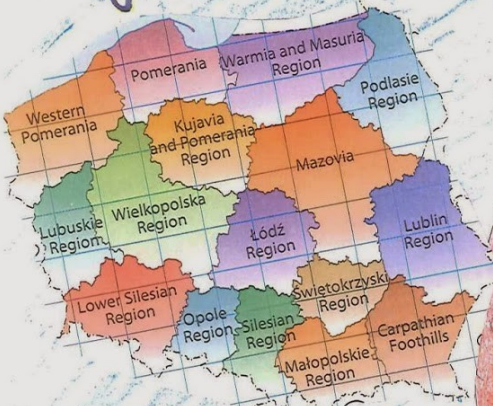 Pomerania
Warmia and Masuria
Region
Podlasie
Region
Western
Pomerania
Kujavia
and Pomerania
Region
Mazovia
Lubuskie
Region
Wielkopolska
Region
Łódź
Region
Lublin
Region
Lower Silesian
Region
Opole
Region
Silesian
Region
Świetokrzyski
Region
Małopolskie
Region
Carpathian
Foothills